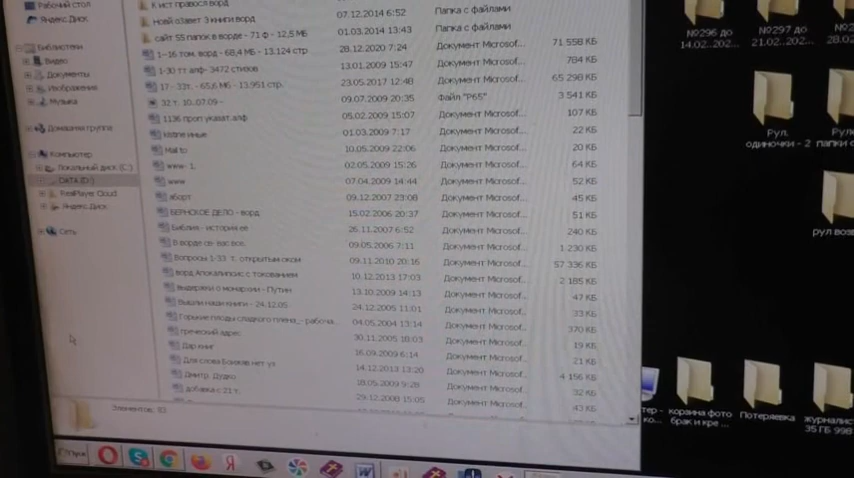 Рабочий стол
Яндекс.Диск
Библиотеки
Видео
Документы
Изображения
Музыка
Домашняя группа
Компьютер
Локальный диск (C:)
DATA (D:)
RealPlayer Cloud
Яндекс.Диск
Сеть
07.12.2014 6:52 Папка с файлами
Новй оЗавет 3 книги ворд 01.03.2014 13:43 Папка с файлами
сайт 55 папок в ворде - 71 ф - 12,5 Мб
1-16 том. ворд - 68,4 Мб - 13.124 стр 28.12.2020 7:24 Документ Microsof... 71 558 КБ
1-30 тт алф- 3472 стихов 13.01.2009 15:47 Документ Microsof... 784 КБ
17 - 33т. - 65,6 Мб - 13.951 стр. 23.05.2017 12:48 Документ Microsof... 65 298 КБ
32 т. 10.07.09 - 09.07.2009 20:35 Файл "P65" 3 541 КБ
1136 проп указат.алф 05.02.2009 15:07 Документ Microsof... 107 КБ
01.03.2009 7:17 Документ Microsof... 22 КБ
Mail to 10.05.2009 22:06 Документ Microsof... 20 КБ
www- 1. 02.05.2009 15:26 Документ Microsof... 64 КБ
www 07.04.2009 14:44 Документ Microsof... 52 КБ
аборт 09.12.2007 23:08 Документ Microsof... 45 КБ
БЕРНСКОЕ ДЕЛО - ворд 15.02.2006 20:37 Документ Microsof... 51 КБ
Библия - история ее 26.11.2007 6:52 Документ Microsof... 240 КБ
В ворде се- вас все. 09.05.2006 7:11 Документ Microsof... 1 230 КБ
Вопросы 1-33 т. открытым оком 09.11.2010 20:16 Документ Microsof... 57 336 КБ
ворд Апокалипсис с токованием 10.12.2013 17:03 Документ Microsof... 2 185 КБ
выдержки о монархии - Путин 13.10.2009 14:13 Документ Microsof... 47 КБ
Вышли наши книги - 24.12.05 24.12.2005 11:01 Документ Microsof... 33 КБ
Горькие плоды сладкого плена_- рабоча... 04.05.2004 13:14 Документ Microsof... 370 КБ
греческий адрес 30.11.2005 18:03 Документ Microsof... 19 КБ
Дар книг 16.09.2009 6:14 Документ Microsof... 21 КБ
Для слова Божия нет уз 14.12.2013 13:20 Документ Microsof... 4 156 КБ
Дмитр. Дудко 18.05.2009 9:28 Документ Microsof... 32 КБ
добавка с 21 т. 29.12.2008 15:05 Документ Microsof... 43 КБ
Элементов: 83
Пуск
№296 до
14.02..202...
№297 до
21.02..202...
28.02
Рул.
одиночки - 2
Рул
папки
рул воз
корзина фото
брак и кре ...
Потеряевка
журналис
35 ГБ